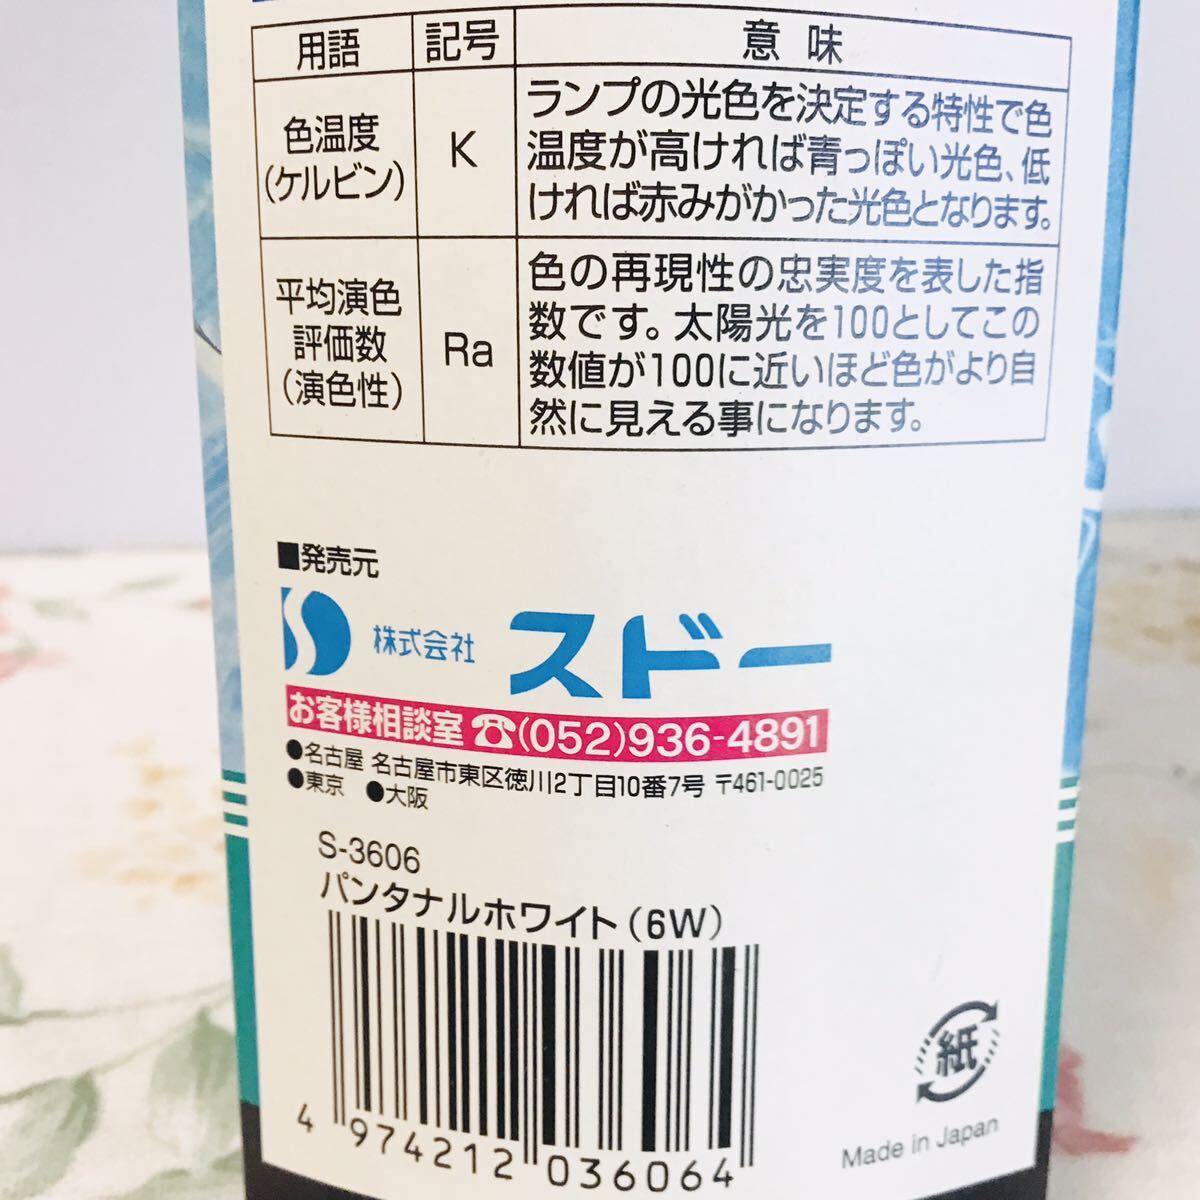 用語 記号 意味
色温度
(ケルビン)
K
ランプの光色を決定する特性で色
温度が高ければ青っぽい光色、低
ければ赤みがかった光色となります。
平均演色
評価数
(演色性)
Ra
色の再現性の忠実度を表した指
数です。太陽光を100としてこの
数値が100に近いほど色がより自
然に見える事になります。
■発売元
株式会社 スドー
お客様相談室☎(052)936-4891
●名古屋 名古屋市東区徳川2丁目10番7号 〒461-0025
●東京 ●大阪
S-3606
パンタナルホワイト(6W)
4 974212 036064
紙
Made in Japan